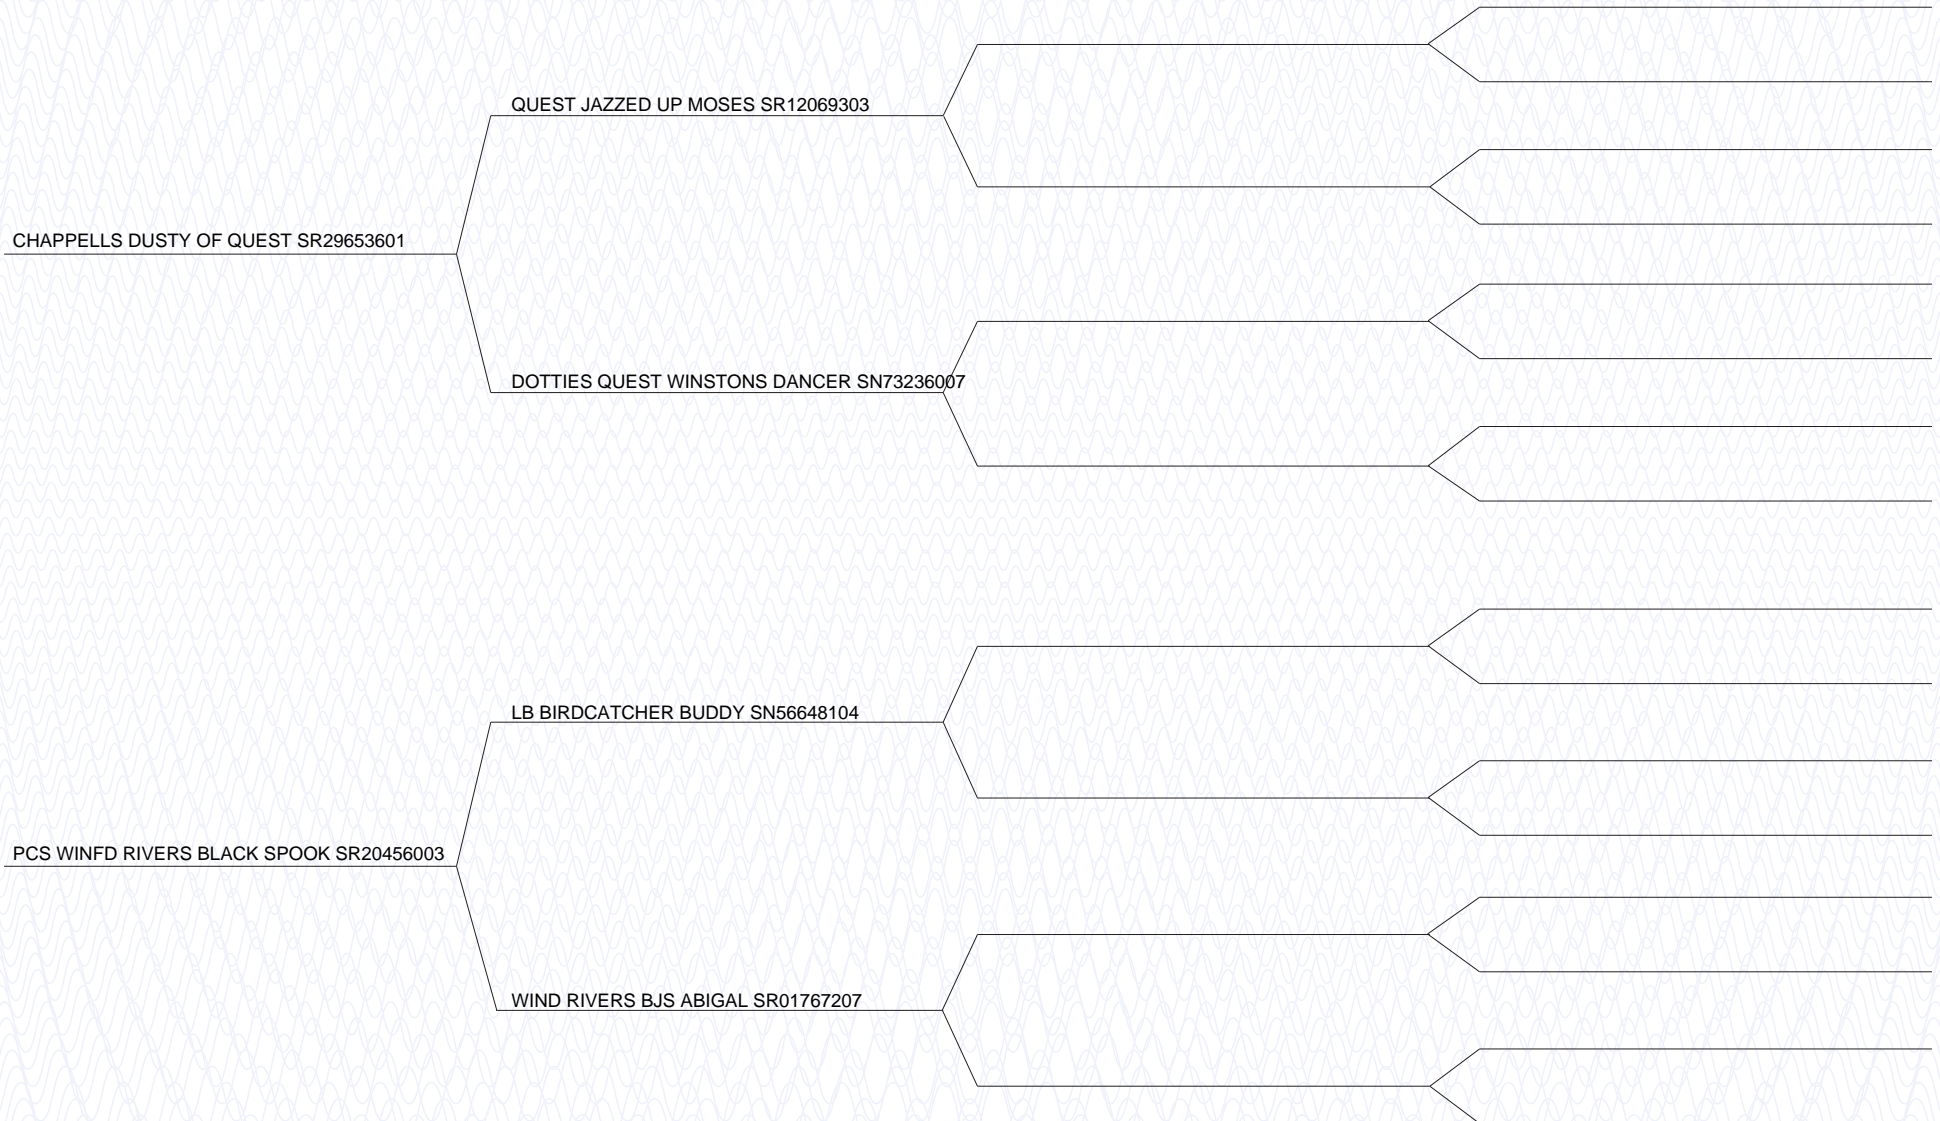 QUEST JAZZED UP MOSES SR12069303
CHAPPELLS DUSTY OF QUEST SR29653601
DOTTIES QUEST WINSTONS DANCER SN73236007
LB BIRDCATCHER BUDDY SN56648104
PCS WINFD RIVERS BLACK SPOOK SR20456003
WIND RIVERS BJS ABIGAL SR01767207